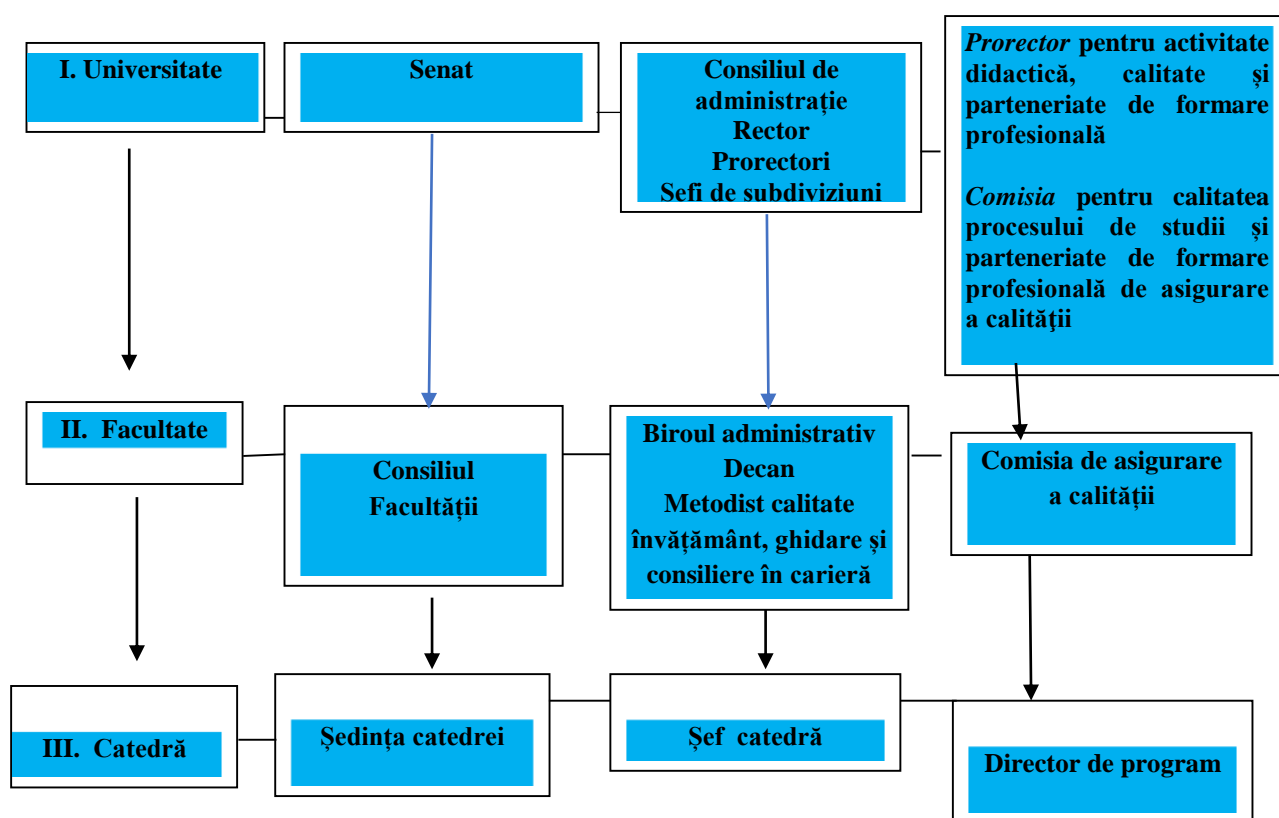 I. Universitate
Senat
Consiliul de
administrație
Rector
Prorectori
Sefi de subdiviziuni
Prorector pentru activitate
didactică, calitate și
parteneriate de formare
profesională
Comisia pentru calitatea
procesului de studii și
parteneriate de formare
profesională de asigurare
a calităţii
II. Facultate
Consiliul
Facultății
Biroul administrativ
Decan
Metodist calitate
învățământ, ghidare și
consiliere în carieră
Comisia de asigurare
a calității
III. Catedră
Ședința catedrei
Șef catedră
Director de program